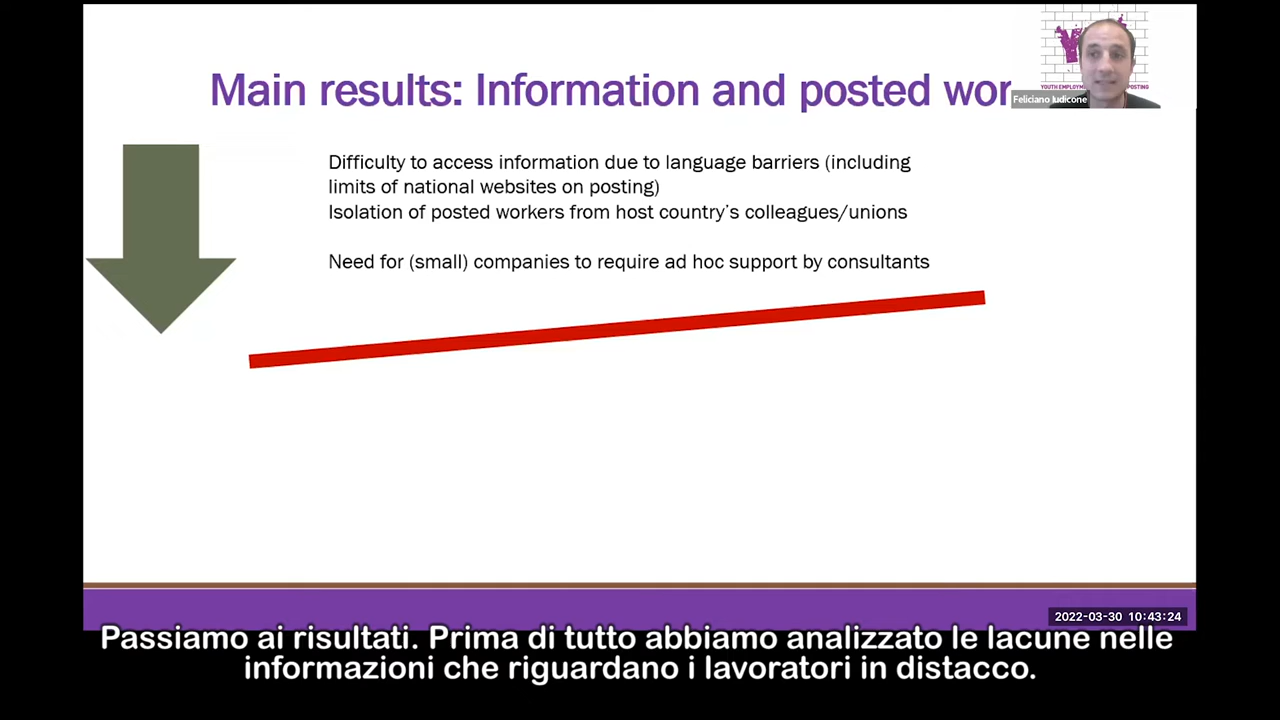 Main results: Information and posted wor
Feliciano Iudicone
Difficulty to access information due to language barriers (including
limits of national websites on posting)
Isolation of posted workers from host country’s colleagues/unions
Need for (small) companies to require ad hoc support by consultants
2022-03-30 10:43:24
Passiamo ai risultati. Prima di tutto abbiamo analizzato le lacune nelle
informazioni che riguardano i lavoratori in distacco.